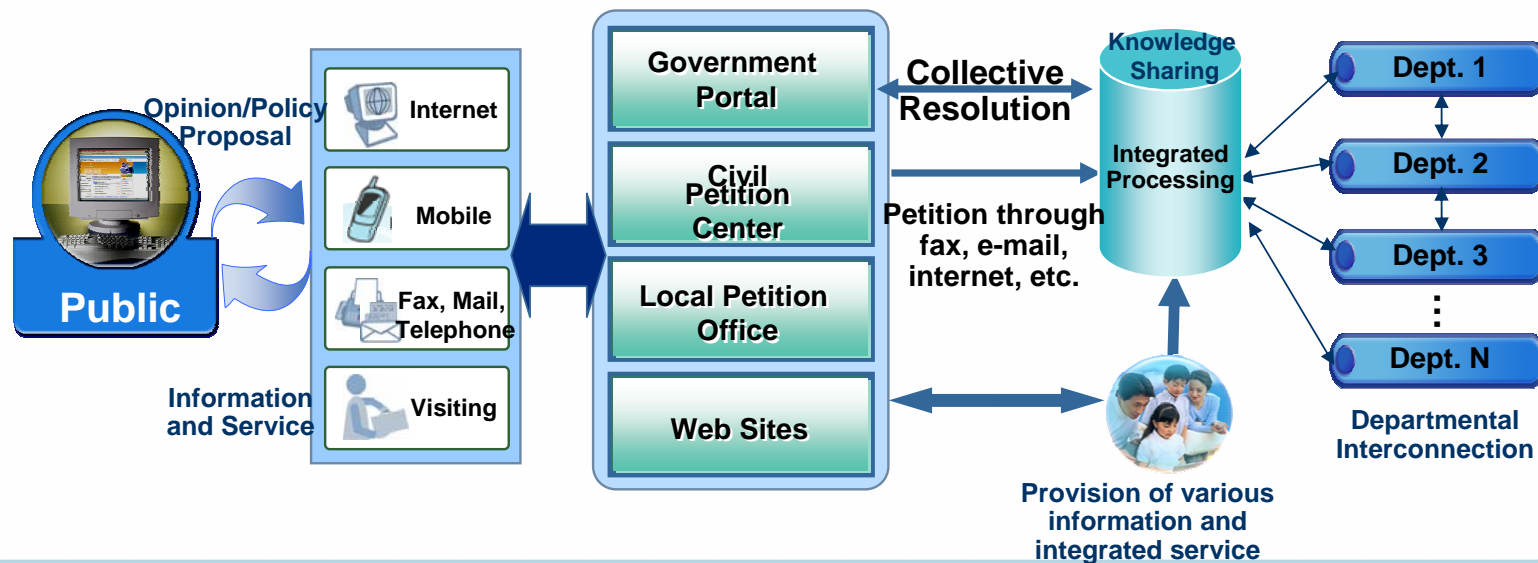 Opinion/Policy
Proposal
Public
Information
and Service
Internet
Mobile
Fax, Mail,
Telephone
Visiting
Government
Portal
Civil
Petition
Center
Local Petition
Office
Web Sites
Collective
Resolution
Petition through
fax, e-mail,
internet, etc.
Knowledge
Sharing
Integrated
Processing
Provision of various
information and
integrated service
Dept. 1
Dept. 2
Dept. 3
⋮
Dept. N
Departmental
Interconnection